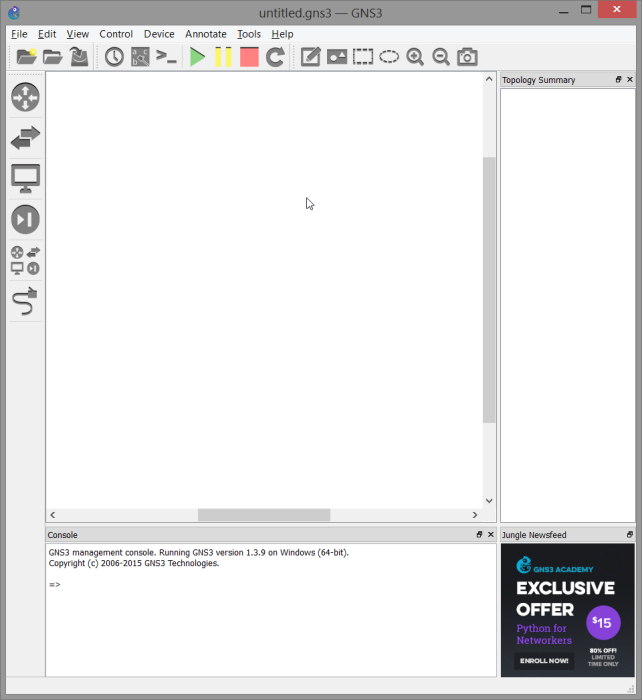 untitled.gns3 — GNS3
File Edit View Control Device Annotate Tools Help
Topology Summary
Console
GNS3 management console. Running GNS3 version 1.3.9 on Windows (64-bit).
Copyright (c) 2006-2015 GNS3 Technologies.
=>
Jungle Newsfeed
GNS3 ACADEMY
EXCLUSIVE
OFFER
Python for
Networkers
$15
ENROLL NOW!
80% OFF!
LIMITED
TIME ONLY